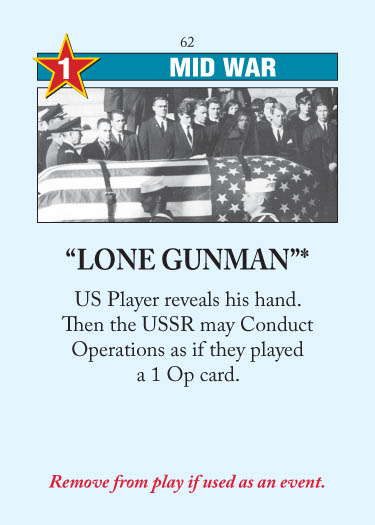 62
1
MID WAR
“LONE GUNMAN”*
US Player reveals his hand.
Then the USSR may Conduct
Operations as if they played
a 1 Op card.
Remove from play if used as an event.